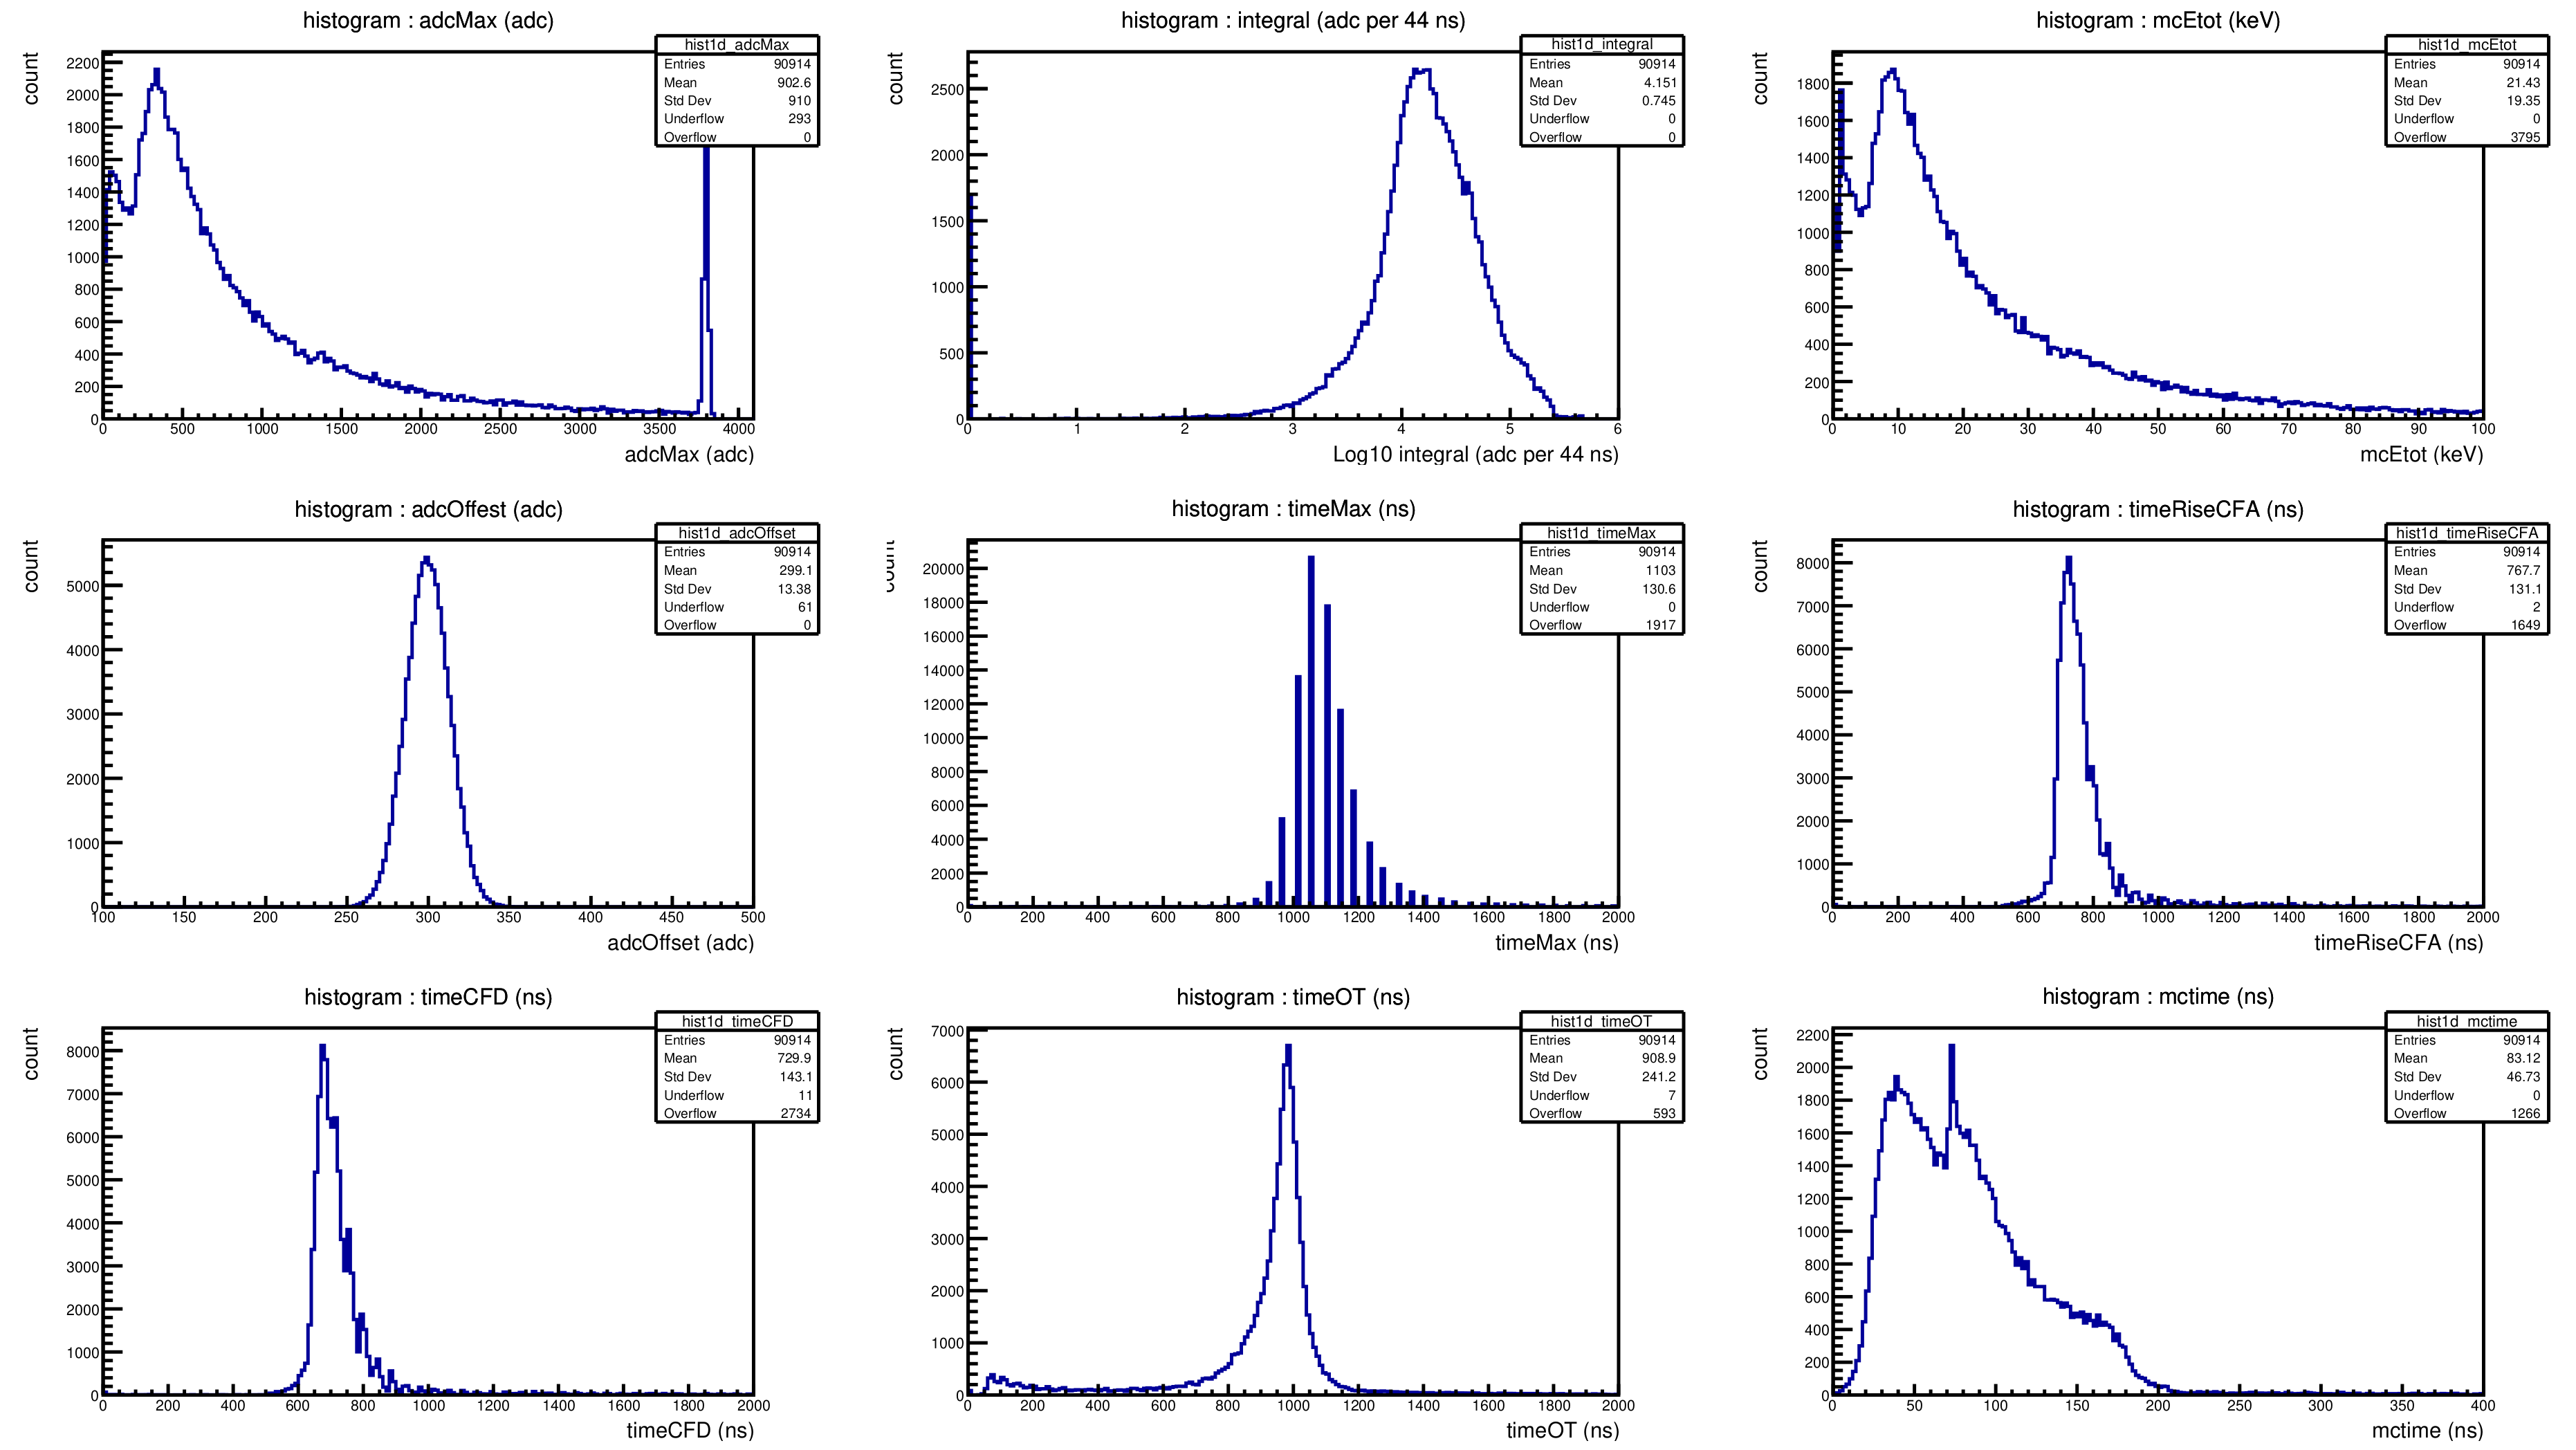 histogram : adcMax (adc)
count
hist1d_adcMax
Entries 90914
Mean 902.6
Std Dev 910
Underflow 293
Overflow 0
2200
2000
1800
1600
1400
1200
1000
800
600
400
200
0
0 500 1000 1500 2000 2500 3000 3500 4000
adcMax (adc)
histogram : integral (adc per 44 ns)
count
hist1d_integral
Entries 90914
Mean 4.151
Std Dev 0.745
Underflow 0
Overflow 0
2500
2000
1500
1000
500
0
0 1 2 3 4 5 6
Log10 integral (adc per 44 ns)
histogram : mcEtot (keV)
count
hist1d_mcEtot
Entries 90914
Mean 21.43
Std Dev 19.35
Underflow 0
Overflow 3795
1800
1600
1400
1200
1000
800
600
400
200
0
0 10 20 30 40 50 60 70 80 90 100
mcEtot (keV)
histogram : adcOffest (adc)
count
hist1d_adcOffset
Entries 90914
Mean 299.1
Std Dev 13.38
Underflow 61
Overflow 0
5000
4000
3000
2000
1000
0
100 150 200 250 300 350 400 450 500
adcOffset (adc)
histogram : timeMax (ns)
count
hist1d_timeMax
Entries 90914
Mean 1103
Std Dev 130.6
Underflow 0
Overflow 1917
20000
18000
16000
14000
12000
10000
8000
6000
4000
2000
0
0 200 400 600 800 1000 1200 1400 1600 1800 2000
timeMax (ns)
histogram : timeRiseCFA (ns)
count
hist1d_timeRiseCFA
Entries 90914
Mean 767.7
Std Dev 131.1
Underflow 2
Overflow 1649
8000
7000
6000
5000
4000
3000
2000
1000
0
0 200 400 600 800 1000 1200 1400 1600 1800 2000
timeRiseCFA (ns)
histogram : timeCFD (ns)
count
hist1d_timeCFD
Entries 90914
Mean 729.9
Std Dev 143.1
Underflow 11
Overflow 2734
8000
7000
6000
5000
4000
3000
2000
1000
0
0 200 400 600 800 1000 1200 1400 1600 1800 2000
timeCFD (ns)
histogram : timeOT (ns)
count
hist1d_timeOT
Entries 90914
Mean 908.9
Std Dev 241.2
Underflow 7
Overflow 593
7000
6000
5000
4000
3000
2000
1000
0
0 200 400 600 800 1000 1200 1400 1600 1800 2000
timeOT (ns)
histogram : mctime (ns)
count
hist1d_mctime
Entries 90914
Mean 83.12
Std Dev 46.73
Underflow 0
Overflow 1266
2200
2000
1800
1600
1400
1200
1000
800
600
400
200
0
0 50 100 150 200 250 300 350 400
mctime (ns)